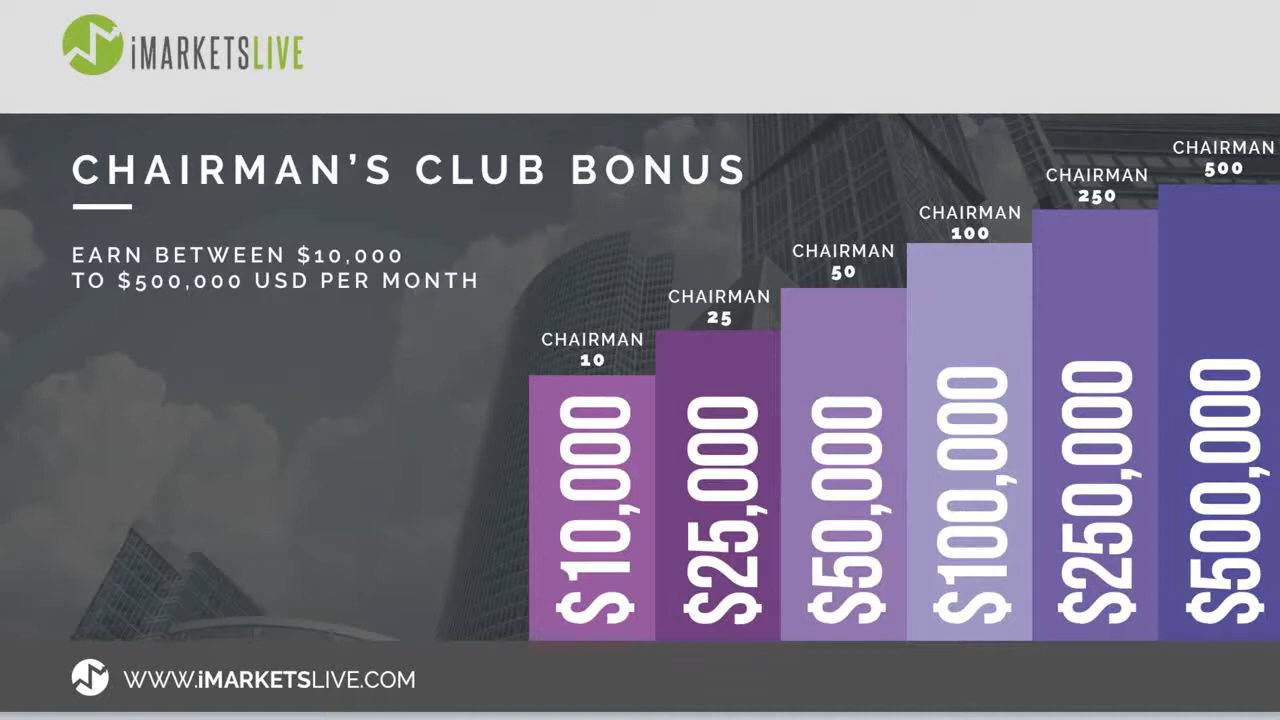 iMARKETSLIVE
CHAIRMAN'S CLUB BONUS
EARN BETWEEN $10,000
TO $500,000 USD PER MONTH
CHAIRMAN
10
$10,000
CHAIRMAN
25
$25,000
CHAIRMAN
50
$50,000
CHAIRMAN
100
$100,000
CHAIRMAN
250
$250,000
CHAIRMAN
500
$500,000
WWW.iMARKETSLIVE.COM